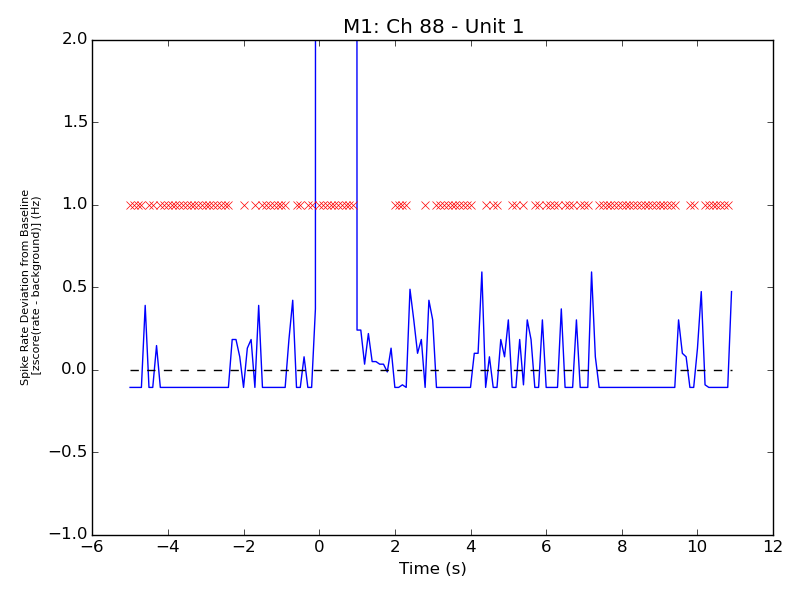 M1: Ch 88 - Unit 1
2.0
1.5
1.0
0.5
0.0
−0.5
−1.0
Spike Rate Deviation from Baseline
[zscore(rate - background)] (Hz)
−6 −4 −2 0 2 4 6 8 10 12
Time (s)